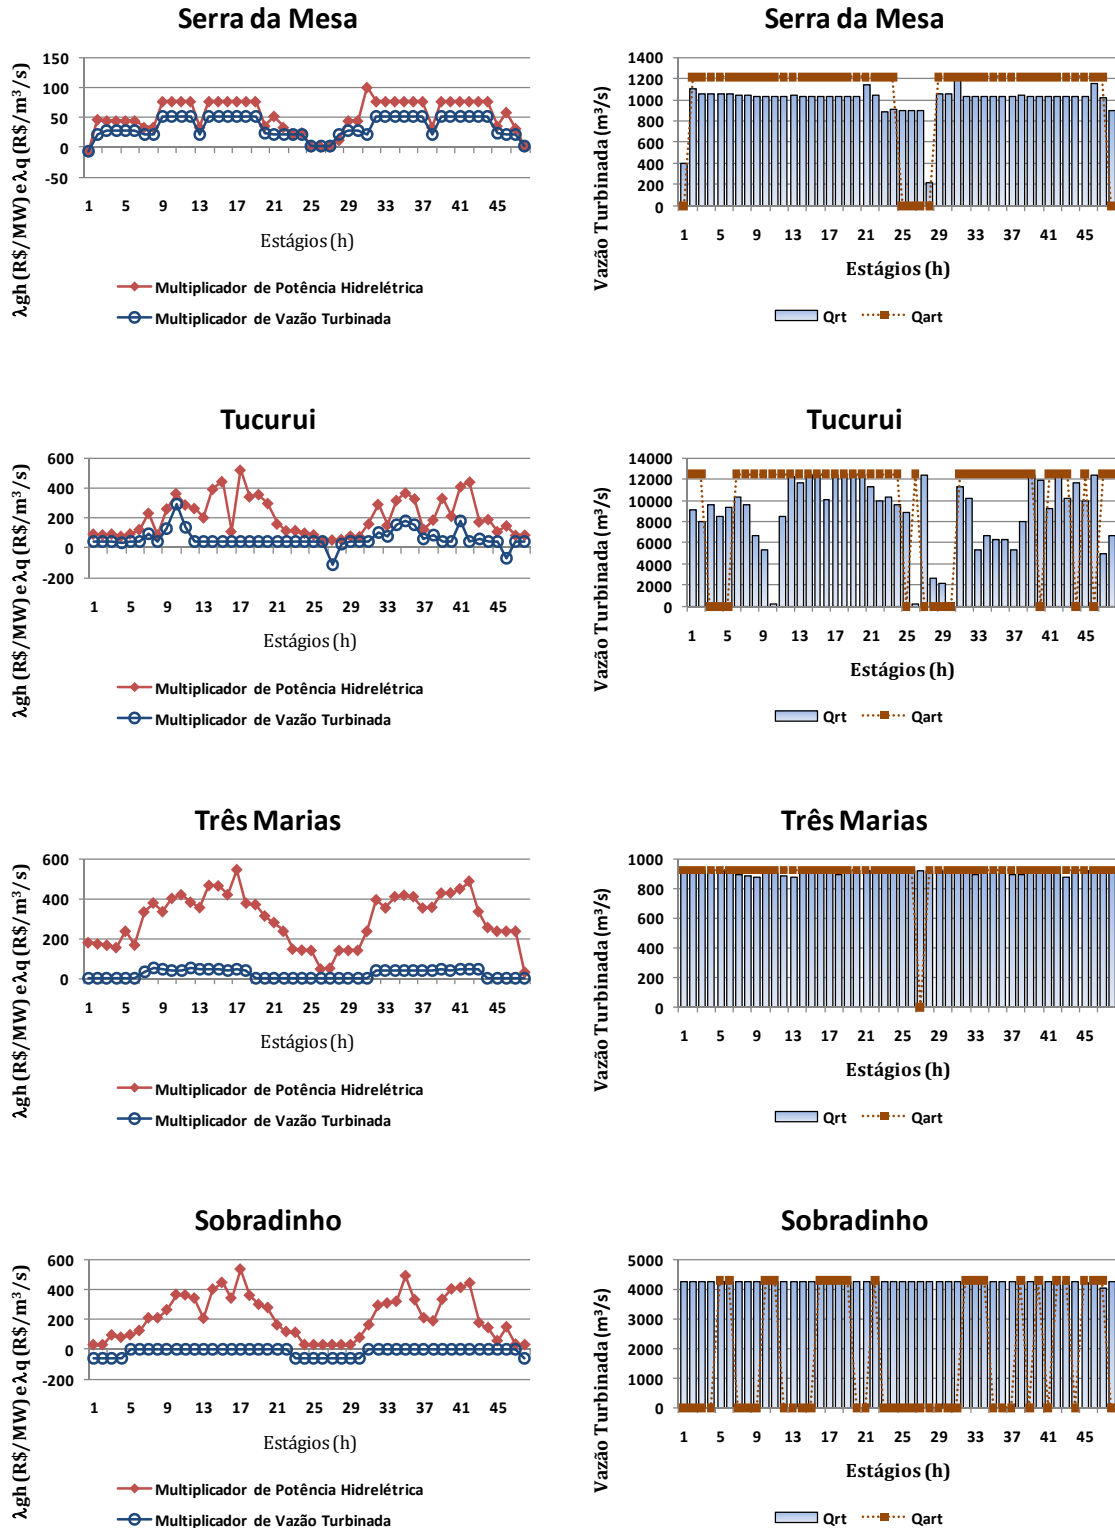 Serra da Mesa
λgh (R$/MW) e λq (R$/m³/s)
150
100
50
0
-50
1 5 9 13 17 21 25 29 33 37 41 45
Estágios (h)
Multiplicador de Potência Hidrelétrica
Multiplicador de Vazão Turbinada
Serra da Mesa
Vazão Turbinada (m³/s)
1400
1200
1000
800
600
400
200
0
1 5 9 13 17 21 25 29 33 37 41 45
Estágios (h)
Qrt Qart
Tucurui
λgh (R$/MW) e λq (R$/m³/s)
600
400
200
0
-200
1 5 9 13 17 21 25 29 33 37 41 45
Estágios (h)
Multiplicador de Potência Hidrelétrica
Multiplicador de Vazão Turbinada
Tucurui
Vazão Turbinada (m³/s)
14000
12000
10000
8000
6000
4000
2000
0
1 5 9 13 17 21 25 29 33 37 41 45
Estágios (h)
Qrt Qart
Três Marias
λgh (R$/MW) e λq (R$/m³/s)
600
400
200
0
1 5 9 13 17 21 25 29 33 37 41 45
Estágios (h)
Multiplicador de Potência Hidrelétrica
Multiplicador de Vazão Turbinada
Três Marias
Vazão Turbinada (m³/s)
1000
800
600
400
200
0
1 5 9 13 17 21 25 29 33 37 41 45
Estágios (h)
Qrt Qart
Sobradinho
λgh (R$/MW) e λq (R$/m³/s)
600
400
200
0
-200
1 5 9 13 17 21 25 29 33 37 41 45
Estágios (h)
Multiplicador de Potência Hidrelétrica
Multiplicador de Vazão Turbinada
Sobradinho
Vazão Turbinada (m³/s)
5000
4000
3000
2000
1000
0
1 5 9 13 17 21 25 29 33 37 41 45
Estágios (h)
Qrt Qart